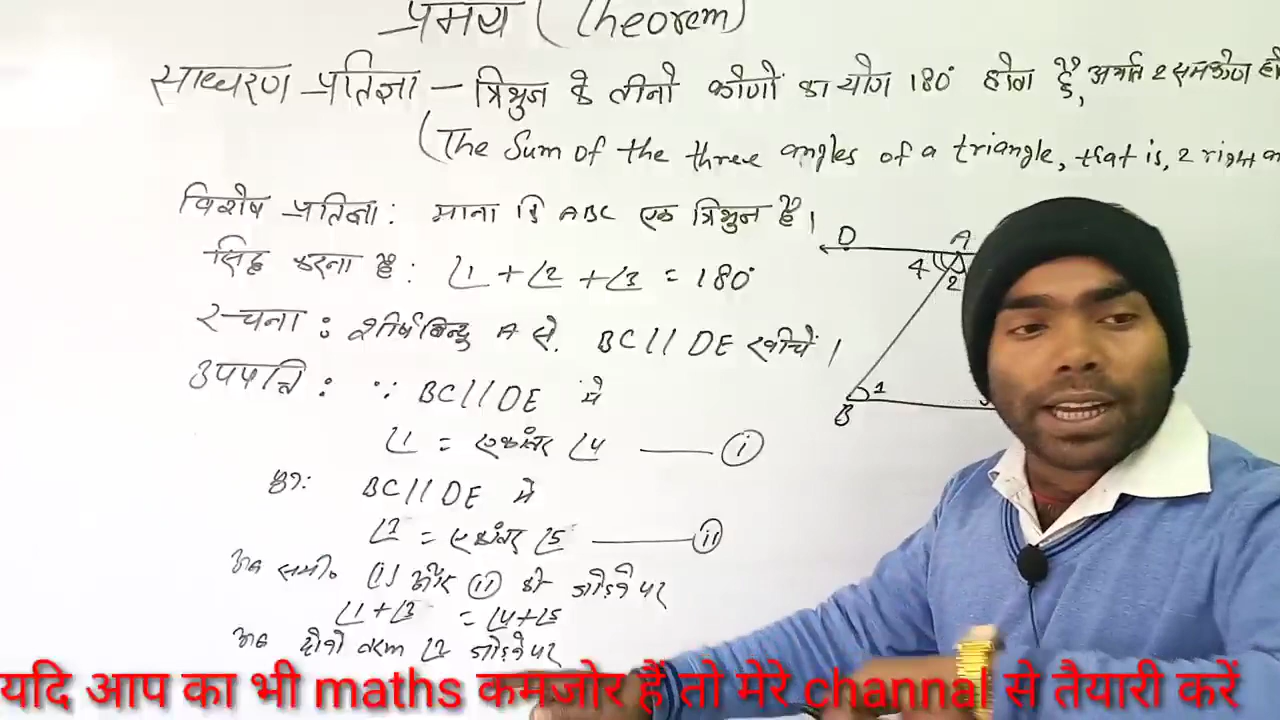 प्रमेय (Theorem)
साधारण प्रतिज्ञा - त्रिभुज के तीनो कोणों का योग 180° होता है, अर्थात 2 समकोण
(The Sum of the three angles of a triangle, that is, 2 right
विशेष प्रतिज्ञा : माना कि ABC एक त्रिभुज है।
सिद्ध करना है : ∠1 + ∠2 + ∠3 = 180°
रचना : शीर्षबिन्दु A से BC // DE खींचें।
उपपत्ति : ∵ BC // DE मे
∠1 = एकांतर ∠4 — (i)
पुन: BC // DE मे
= एकांतर ∠5 — (ii)
अब समी० (i) और (ii) को जोड़ने पर
∠1 + ∠3 = ∠4 + ∠5
अब दोनो तरफ ∠2 जोड़ने पर
D A
4 2
B 1
यदि आप का भी maths कमजोर हैं तो मेरे channal से तैयारी करें